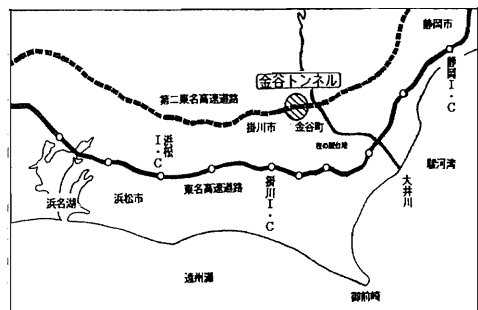 静岡市
金谷トンネル
静岡I・C
第二東名高速道路
掛川市
金谷町
浜松I・C
牧の原台地
駿河湾
大井川
浜名湖
浜松市
東名高速道路
掛川I・C
遠州灘
御前崎